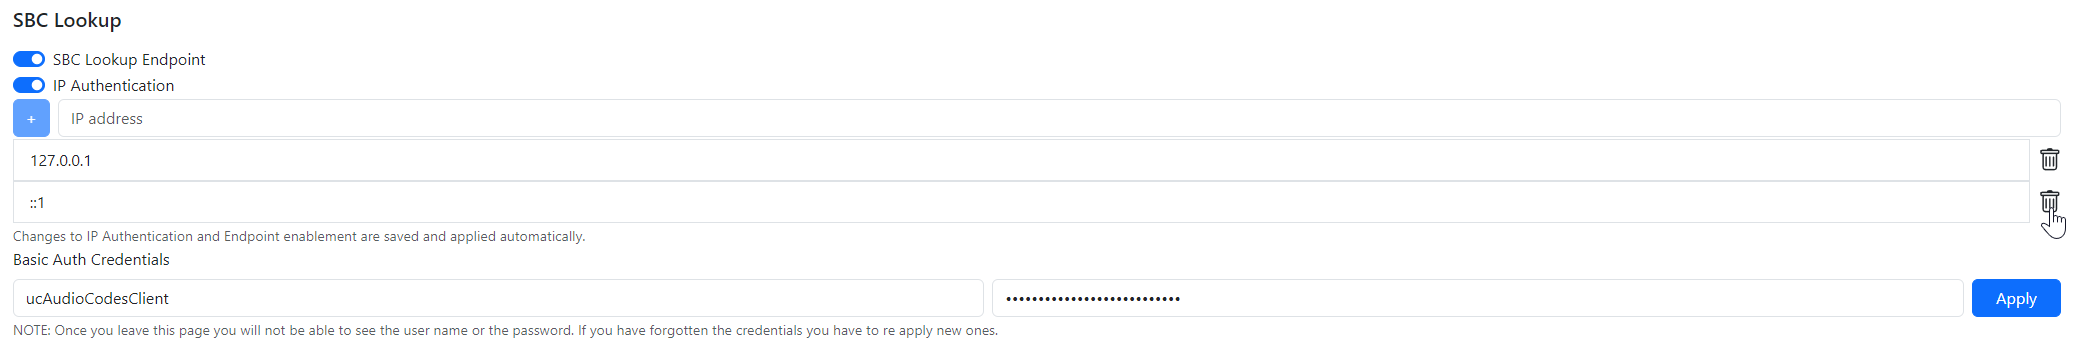 SBC Lookup
SBC Lookup Endpoint
IP Authentication
+ IP address
127.0.0.1
::1
Changes to IP Authentication and Endpoint enablement are saved and applied automatically.
Basic Auth Credentials
ucAudioCodesClient ••••••••••••••••••••••••••• Apply
NOTE: Once you leave this page you will not be able to see the user name or the password. If you have forgotten the credentials you have to re apply new ones.